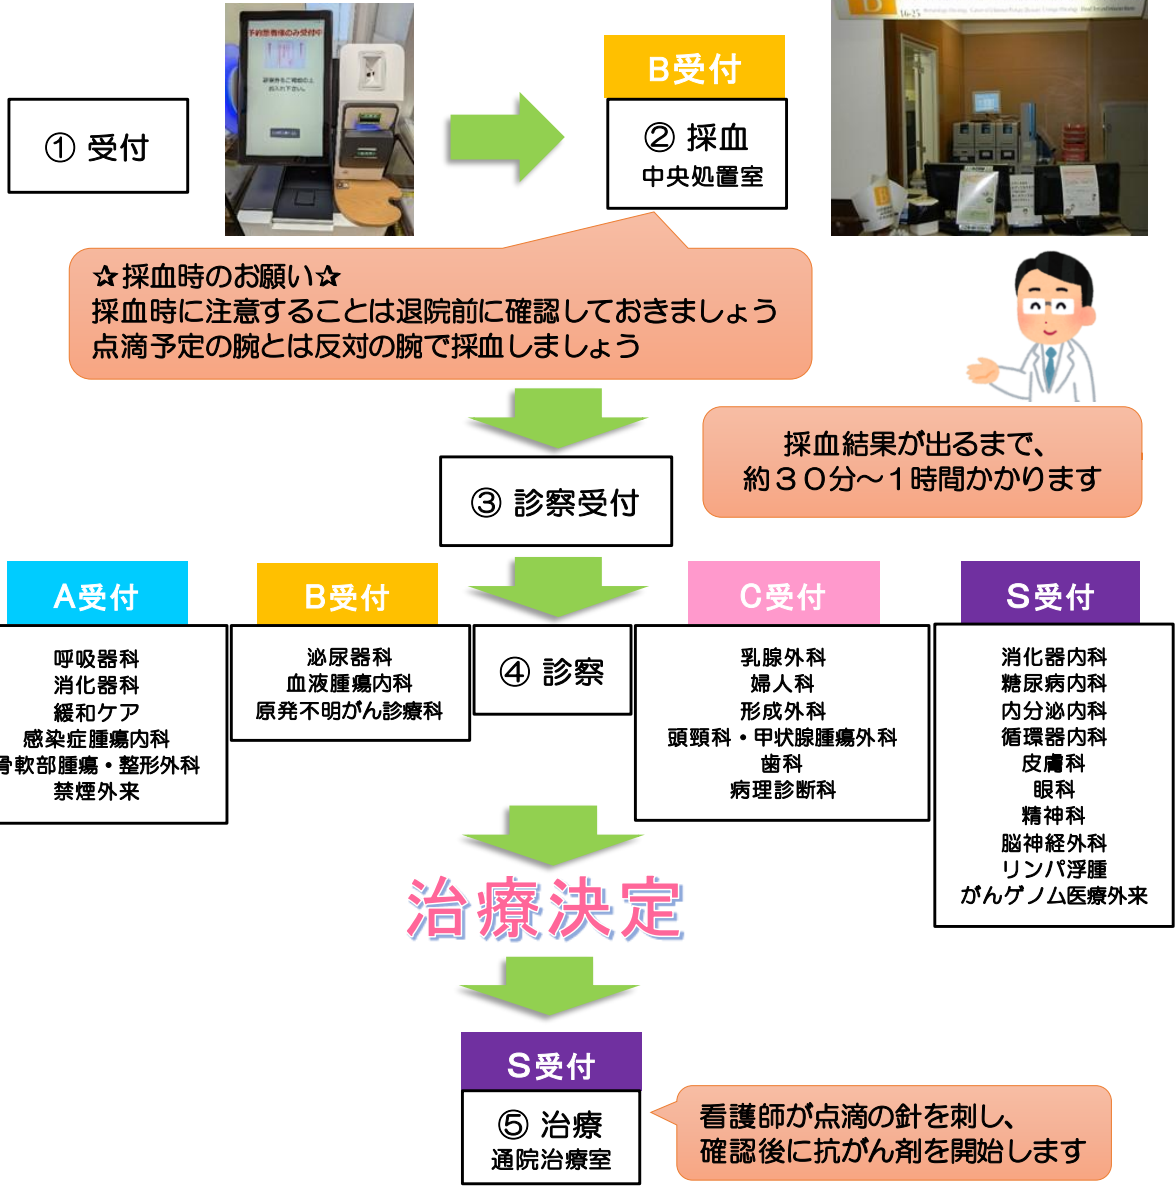 ① 受付
予約患者様のみ受付中
B受付
② 採血
中央処置室
B
16-25
☆採血時のお願い☆
採血時に注意することは退院前に確認しておきましょう
点滴予定の腕とは反対の腕で採血しましょう
採血結果が出るまで、
約３０分～１時間かかります
③ 診察受付
A受付
呼吸器科
消化器科
緩和ケア
感染症腫瘍内科
骨軟部腫瘍・整形外科
禁煙外来
B受付
泌尿器科
血液腫瘍内科
原発不明がん診療科
④ 診察
C受付
乳腺外科
婦人科
形成外科
頭頸科・甲状腺腫瘍外科
歯科
病理診断科
S受付
消化器内科
糖尿病内科
内分泌内科
循環器内科
皮膚科
眼科
精神科
脳神経外科
リンパ浮腫
がんゲノム医療外来
治療決定
S受付
⑤ 治療
通院治療室
看護師が点滴の針を刺し、
確認後に抗がん剤を開始します